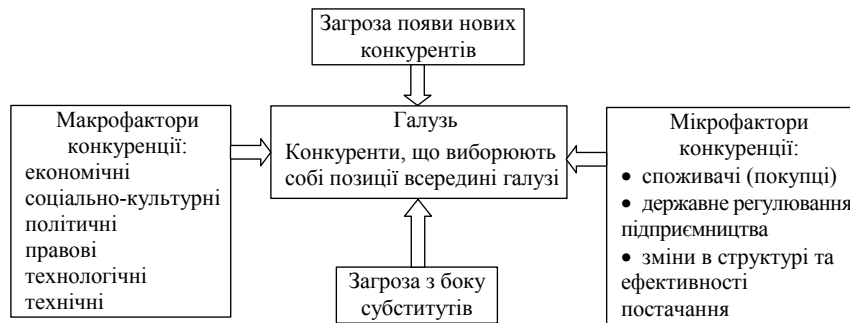 Загроза появи нових
конкурентів
Макрофактори
конкуренції:
економічні
соціально-культурні
політичні
правові
технологічні
технічні
Галузь
Конкуренти, що виборюють
собі позиції всередині галузі
Мікрофактори
конкуренції:
• споживачі (покупці)
• державне регулювання
підприємництва
• зміни в структурі та
ефективності
постачання
Загроза з боку
субститутів